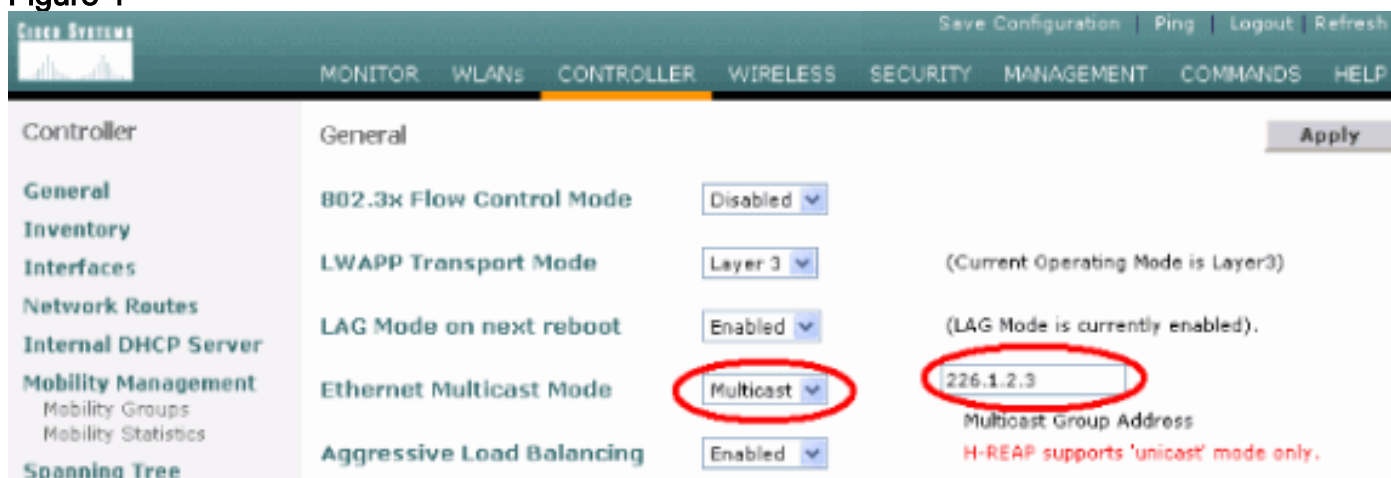 Figure 1
CISCO SYSTEMS
Save Configuration | Ping | Logout | Refresh
MONITOR WLANs CONTROLLER WIRELESS SECURITY MANAGEMENT COMMANDS HELP
Controller
General
Inventory
Interfaces
Network Routes
Internal DHCP Server
Mobility Management
Mobility Groups
Mobility Statistics
Spanning Tree
General
Apply
802.3x Flow Control Mode Disabled
LWAPP Transport Mode Layer 3 (Current Operating Mode is Layer3)
LAG Mode on next reboot Enabled (LAG Mode is currently enabled).
Ethernet Multicast Mode Multicast 226.1.2.3
Multicast Group Address
Aggressive Load Balancing Enabled H-REAP supports 'unicast' mode only.